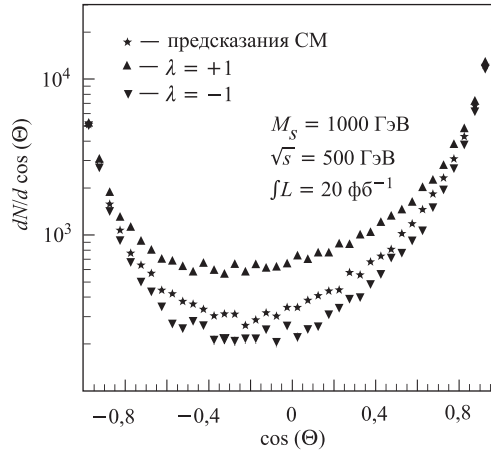 ★ — предсказания СМ
▲ — λ = +1
▼ — λ = −1
M_s = 1000 ГэВ
√s = 500 ГэВ
∫L = 20 фб⁻¹
dN/d cos (Θ)
10⁴
10³
−0,8 −0,4 0 0,4 0,8
cos (Θ)